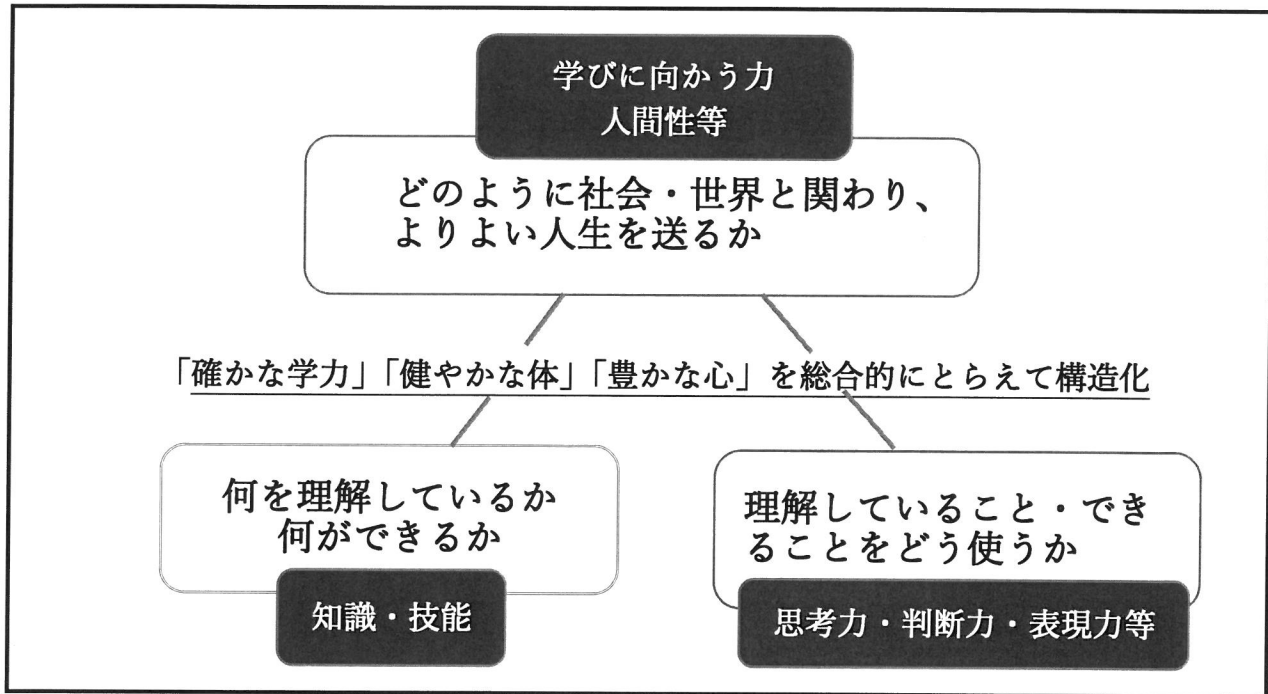 学びに向かう力
人間性等
どのように社会・世界と関わり、
よりよい人生を送るか
「確かな学力」「健やかな体」「豊かな心」を総合的にとらえて構造化
何を理解しているか
何ができるか
知識・技能
理解していること・でき
ることをどう使うか
思考力・判断力・表現力等